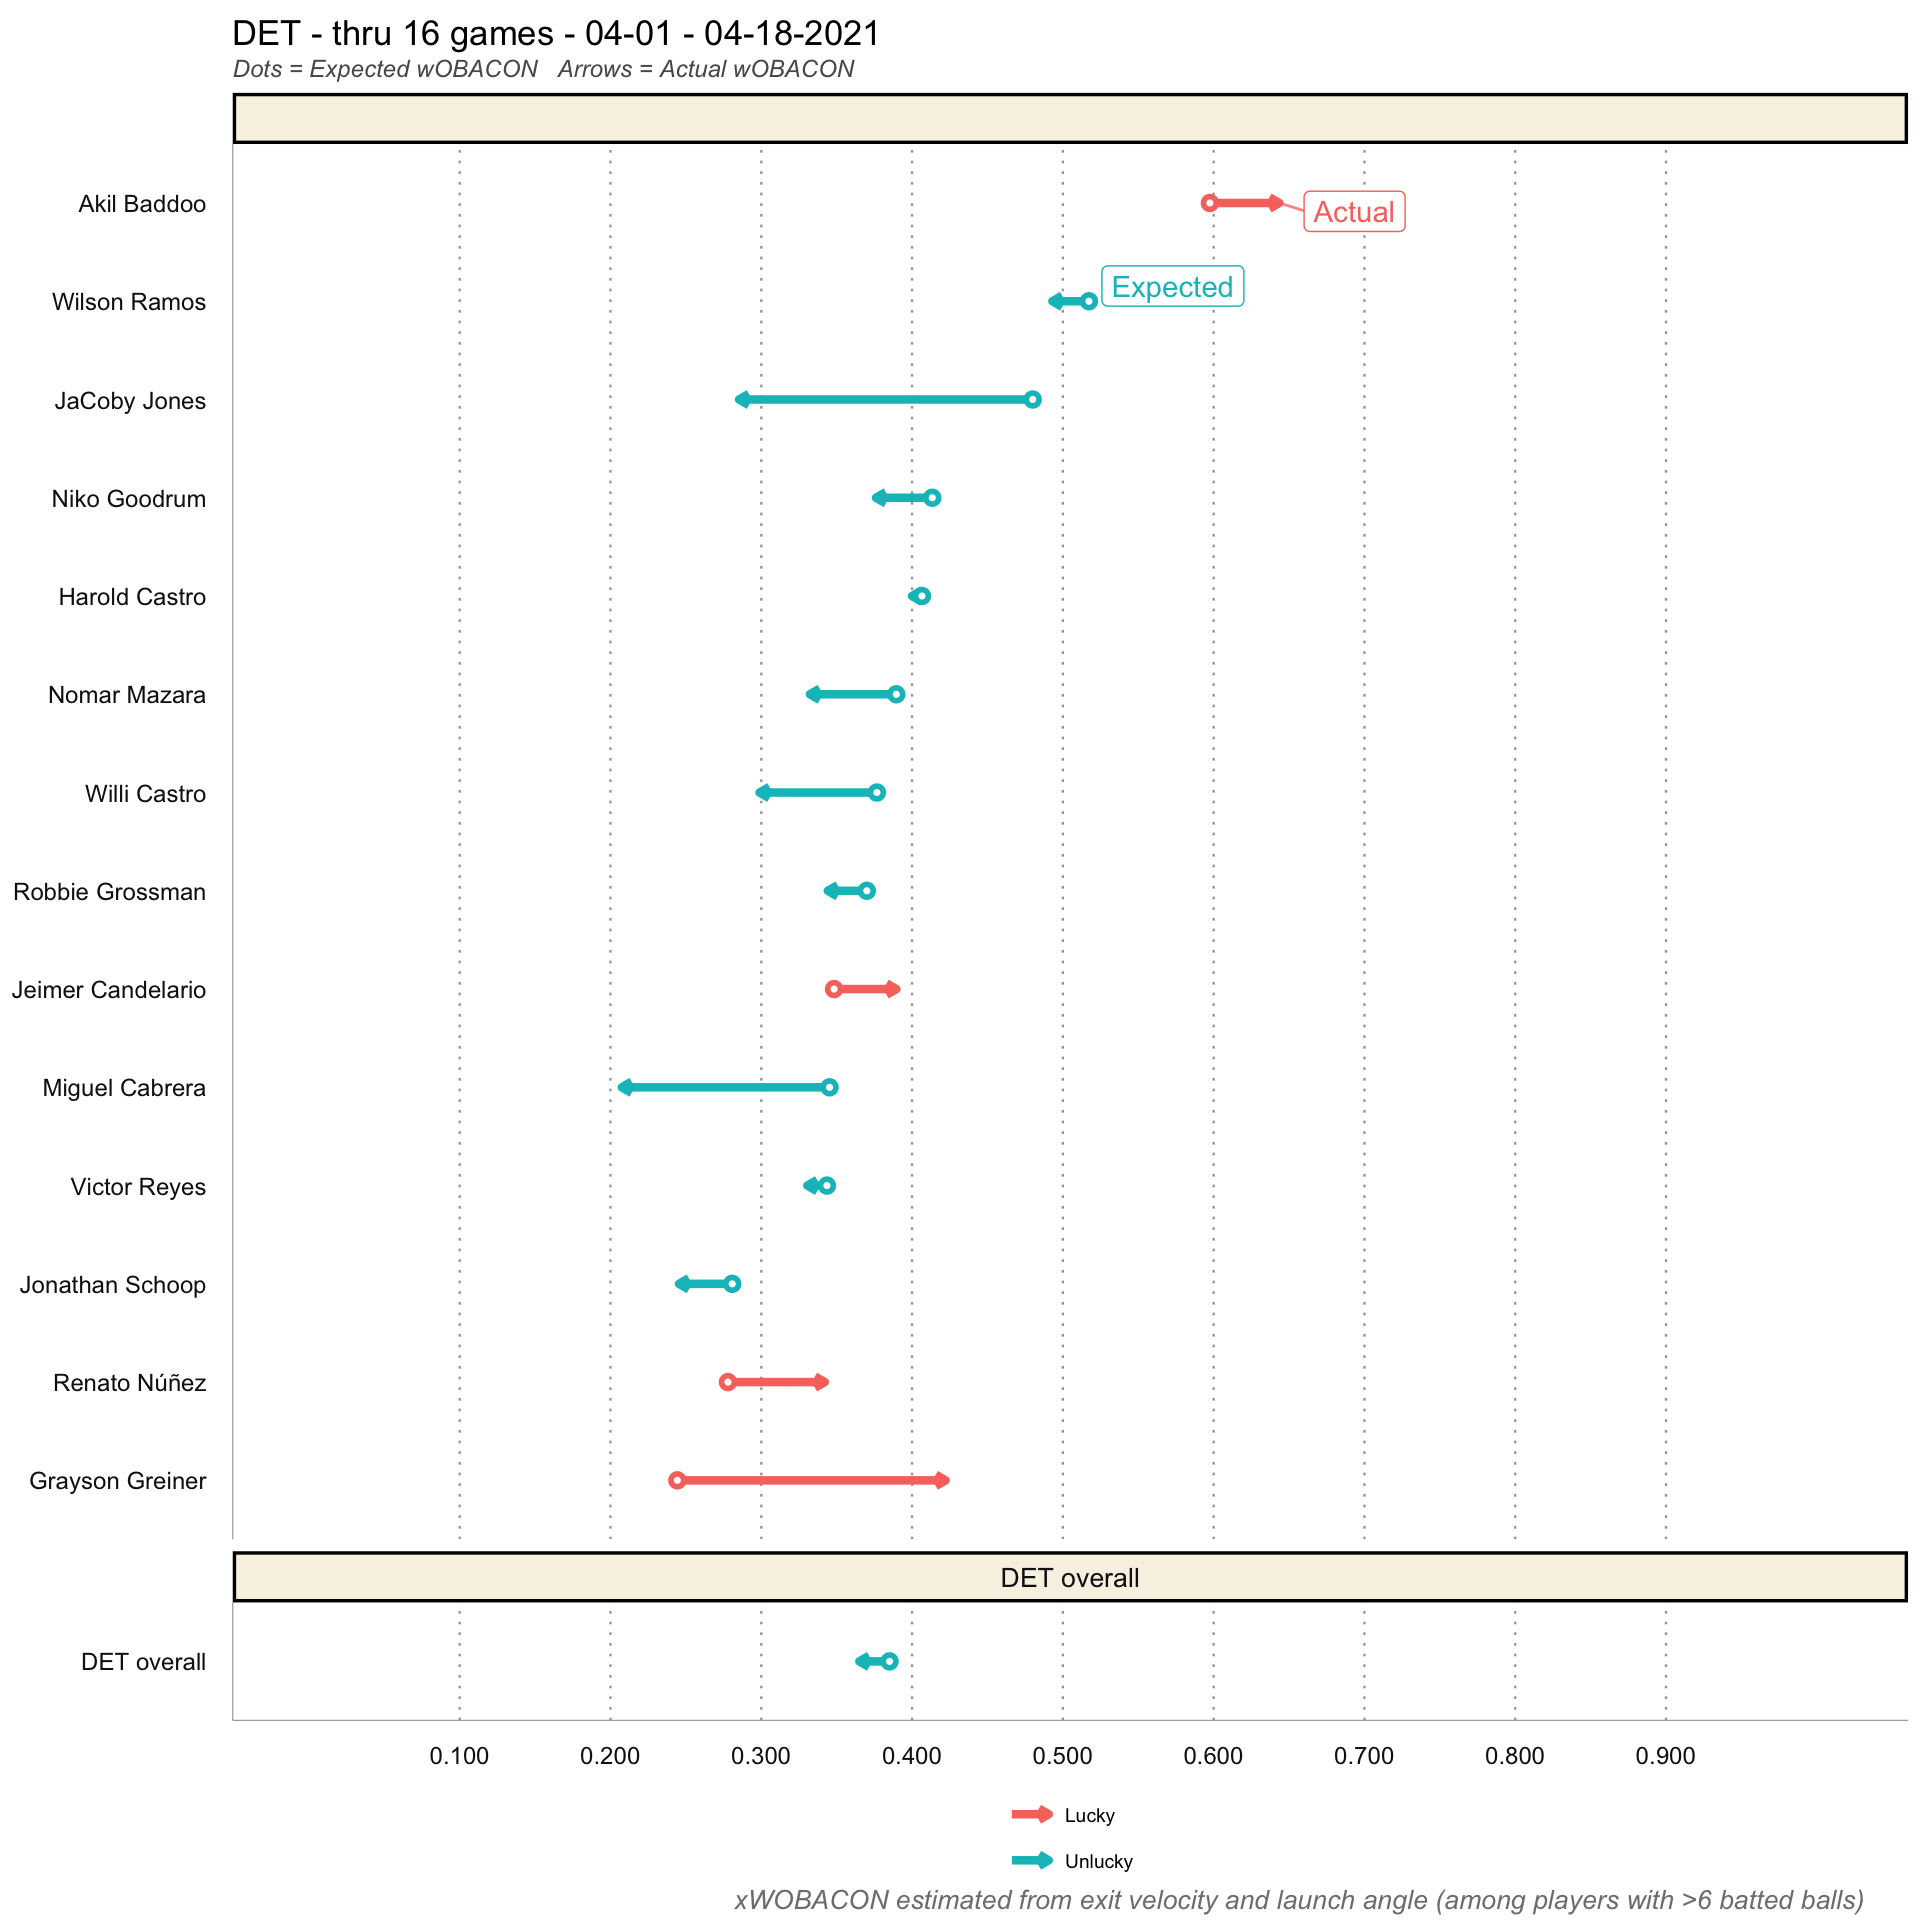 DET - thru 16 games - 04-01 - 04-18-2021
Dots = Expected wOBACON   Arrows = Actual wOBACON
Akil Baddoo
Actual
Wilson Ramos
Expected
JaCoby Jones
Niko Goodrum
Harold Castro
Nomar Mazara
Willi Castro
Robbie Grossman
Jeimer Candelario
Miguel Cabrera
Victor Reyes
Jonathan Schoop
Renato Núñez
Grayson Greiner
DET overall
DET overall
0.100 0.200 0.300 0.400 0.500 0.600 0.700 0.800 0.900
Lucky
Unlucky
xWOBACON estimated from exit velocity and launch angle (among players with >6 batted balls)